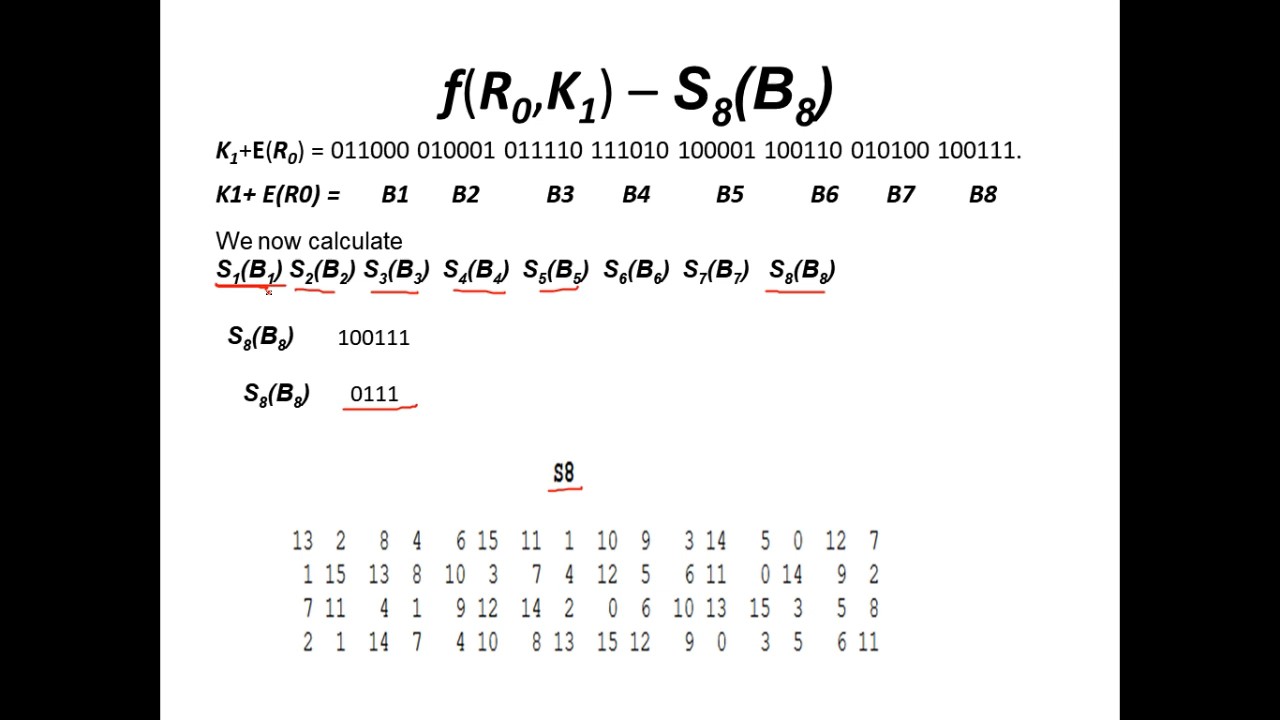 f(R0,K1) – S8(B8)
K1+E(R0) = 011000 010001 011110 111010 100001 100110 010100 100111.
K1+ E(R0) = B1 B2 B3 B4 B5 B6 B7 B8
We now calculate
S1(B1) S2(B2) S3(B3) S4(B4) S5(B5) S6(B6) S7(B7) S8(B8)
S8(B8) 100111
S8(B8) 0111
S8
13 2 8 4 6 15 11 1 10 9 3 14 5 0 12 7
1 15 13 8 10 3 7 4 12 5 6 11 0 14 9 2
7 11 4 1 9 12 14 2 0 6 10 13 15 3 5 8
2 1 14 7 4 10 8 13 15 12 9 0 3 5 6 11